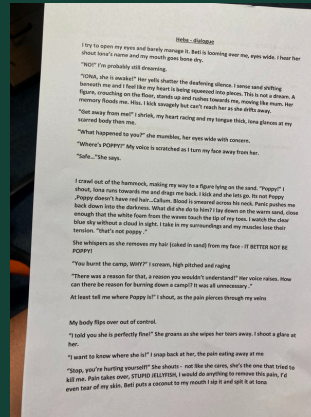 Hebe - dialogue
I try to open my eyes and barely manage it. Beti is looming over me, eyes wide. I hear her
shout Iona's name and my mouth goes bone dry.
"NO!" I'm probably still dreaming.
"IONA, she is awake!" Her yells shatter the deafening silence. I sense sand shifting
beneath me and I feel like my heart is being squeezed into pieces. This is not a dream. A
figure, crouching on the floor, stands up and rushes towards me, moving like mum. Her
memory floods me. Hiss. I kick savagely but can't reach her as she drifts away.
"Get away from me!" I shriek, my heart racing and my tongue thick. Iona glances at my
scarred body then me.
"What happened to you?" she mumbles, her eyes wide with concern.
"Where's POPPY!" My voice is scratched as I turn my face away from her.
"Safe..."She says.
I crawl out of the hammock, making my way to a figure lying on the sand. "Poppy!" I
shout, Iona runs towards me and drags me back. I kick and she lets go. Its not Poppy
.Poppy doesn't have red hair...Callum. Blood is smeared across his neck. Panic pushes me
back down into the darkness. What did she do to him? I lay down on the warm sand, close
enough that the white foam from the waves touch the tip of my toes. I watch the clear
blue sky without a cloud in sight. I take in my surroundings and my muscles lose their
tension. "that's not poppy ."
She whispers as she removes my hair (caked in sand) from my face - IT BETTER NOT BE
POPPY!
"You burnt the camp, WHY?" I scream, high pitched and raging
"There was a reason for that, a reason you wouldn't understand!" Her voice raises. How
can there be reason for burning down a camp!? It was all unnecessary ."
At least tell me where Poppy is!" I shout, as the pain pierces through my veins
My body flips over out of control.
"I told you she is perfectly fine!" She groans as she wipes her tears away. I shoot a glare at
her.
"I want to know where she is!" I snap back at her, the pain eating away at me
"Stop, you're hurting yourself!" She shouts - not like she cares, she's the one that tried to
kill me. Pain takes over, STUPID JELLYFISH, I would do anything to remove this pain, I'd
even tear of my skin. Beti puts a coconut to my mouth I sip it and spit it at Iona